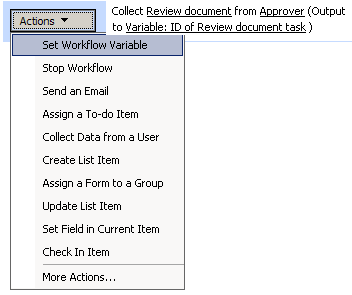 Actions
Collect Review document from Approver (Output
to Variable: ID of Review document task )
Set Workflow Variable
Stop Workflow
Send an Email
Assign a To-do Item
Collect Data from a User
Create List Item
Assign a Form to a Group
Update List Item
Set Field in Current Item
Check In Item
More Actions...